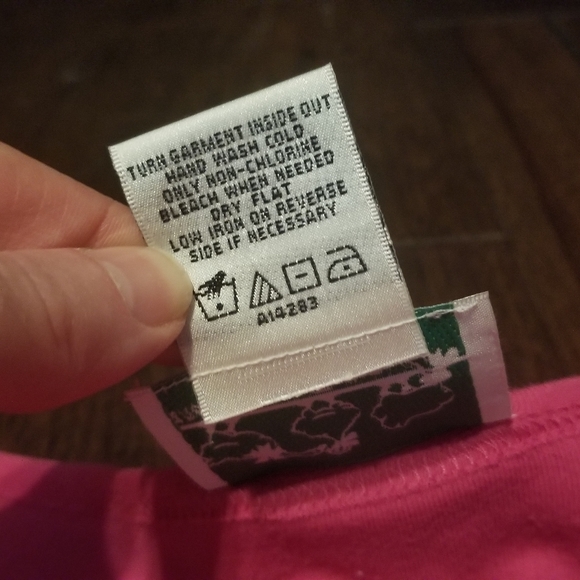 TURN GARMENT INSIDE OUT
HAND WASH COLD
ONLY NON-CHLORINE
BLEACH WHEN NEEDED
DRY FLAT
LOW IRON ON REVERSE
SIDE IF NECESSARY
A14283